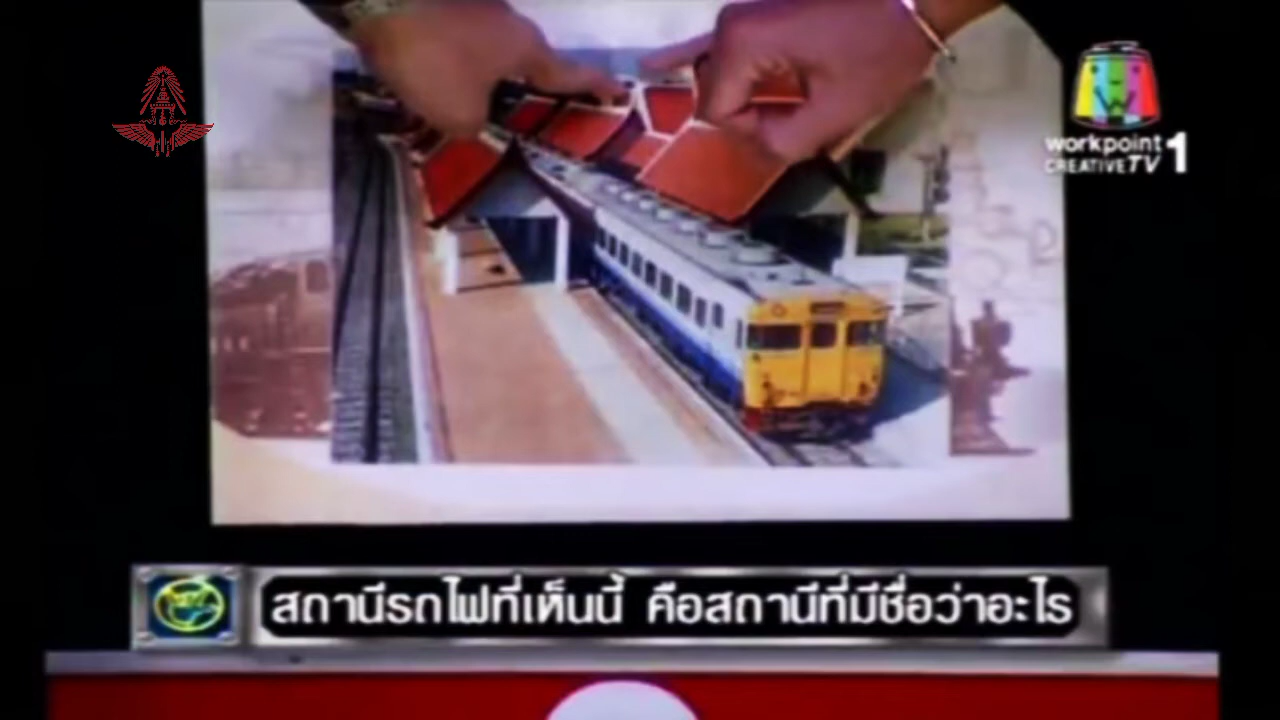 workpoint 1
CREATIVE TV
สถานีรถไฟที่เห็นนี้ คือสถานีที่มีชื่อว่าอะไร